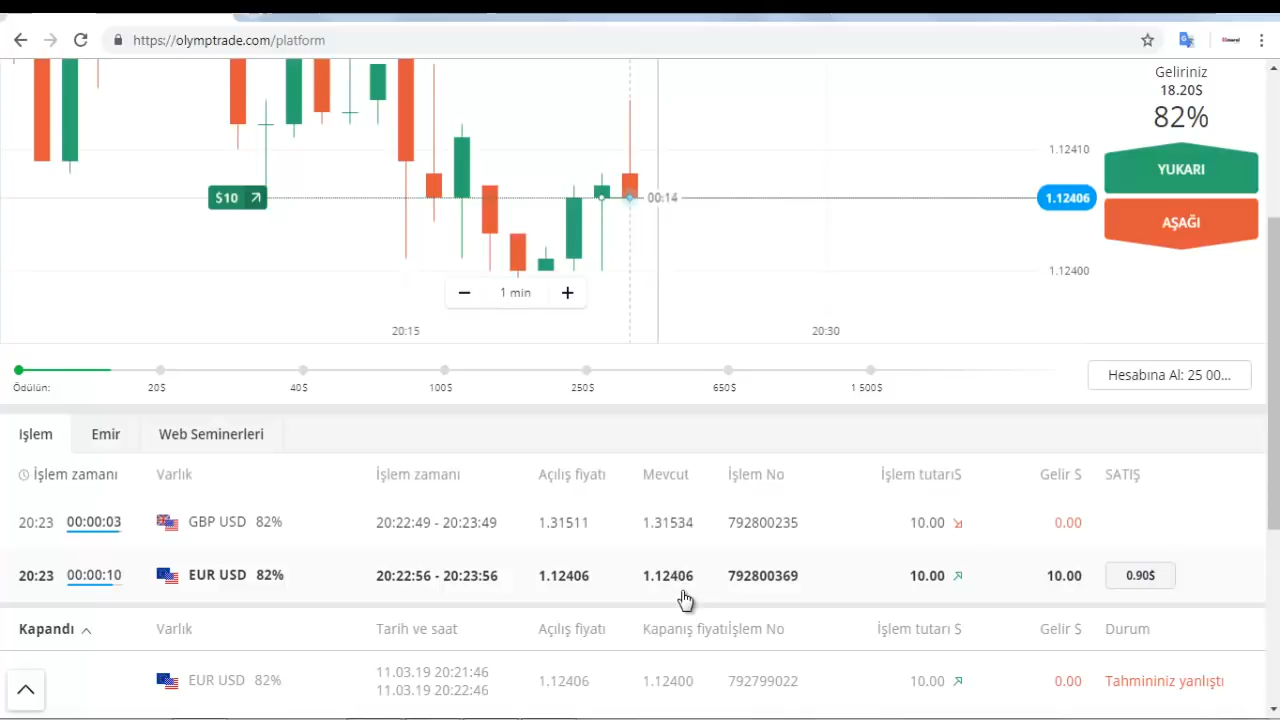 https://olymptrade.com/platform
Geliriniz
18.20$
82%
1.12410
YUKARI
$10
00:14
1.12406
AŞAĞI
1.12400
1 min
20:15
20:30
Ödülün:
20$
40$
100$
250$
650$
1 500$
Hesabına Al: 25 00...
Işlem
Emir
Web Seminerleri
İşlem zamanı
Varlık
İşlem zamanı
Açılış fiyatı
Mevcut
İşlem No
İşlem tutarı$
Gelir $
SATIŞ
20:23 00:00:03 GBP USD 82% 20:22:49 - 20:23:49 1.31511 1.31534 792800235 10.00 0.00
20:23 00:00:10 EUR USD 82% 20:22:56 - 20:23:56 1.12406 1.12406 792800369 10.00 10.00 0.90$
Kapandı Varlık Tarih ve saat Açılış fiyatı Kapanış fiyatı İşlem No İşlem tutarı $ Gelir $ Durum
11.03.19 20:21:46
EUR USD 82% 1.12406 1.12400 792799022 10.00 0.00 Tahmininiz yanlıştı
11.03.19 20:22:46